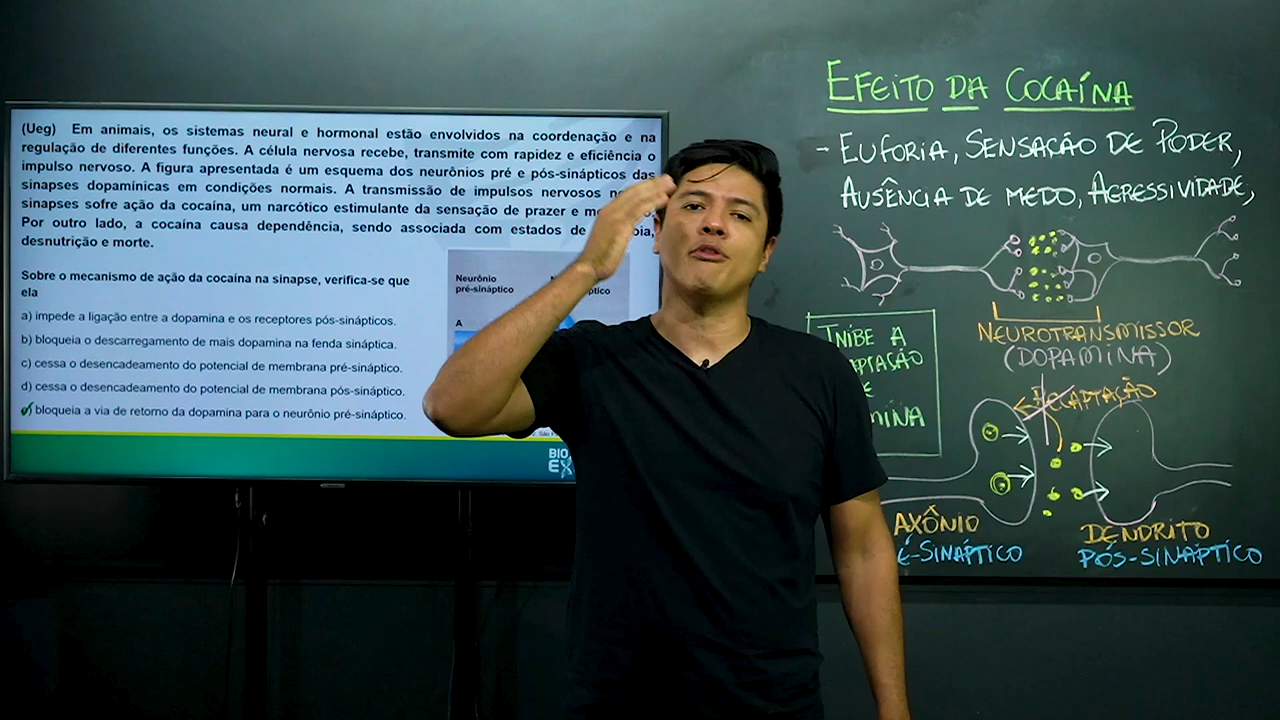 (Ueg) Em animais, os sistemas neural e hormonal estão envolvidos na coordenação e na
regulação de diferentes funções. A célula nervosa recebe, transmite com rapidez e eficiência o
impulso nervoso. A figura apresentada é um esquema dos neurônios pré e pós-sinápticos das
sinapses dopamínicas em condições normais. A transmissão de impulsos nervosos
sinapses sofre ação da cocaína, um narcótico estimulante da sensação de prazer e
Por outro lado, a cocaína causa dependência, sendo associada com estados de
desnutrição e morte.
Sobre o mecanismo de ação da cocaína na sinapse, verifica-se que
ela
a) impede a ligação entre a dopamina e os receptores pós-sinápticos.
b) bloqueia o descarregamento de mais dopamina na fenda sináptica.
c) cessa o desencadeamento do potencial de membrana pré-sináptico.
d) cessa o desencadeamento do potencial de membrana pós-sináptico.
bloqueia a via de retorno da dopamina para o neurônio pré-sináptico.
Neurônio
pré-sináptico
A
EFEITO DA COCAÍNA
- EUFORIA, SENSAÇÃO DE PODER,
AUSÊNCIA DE MEDO, AGRESSIVIDADE,
INIBE A
NEUROTRANSMISSOR
(DOPAMINA)
RECAPTAÇÃO
AXÔNIO
DENDRITO
PÓS-SINÁPTICO